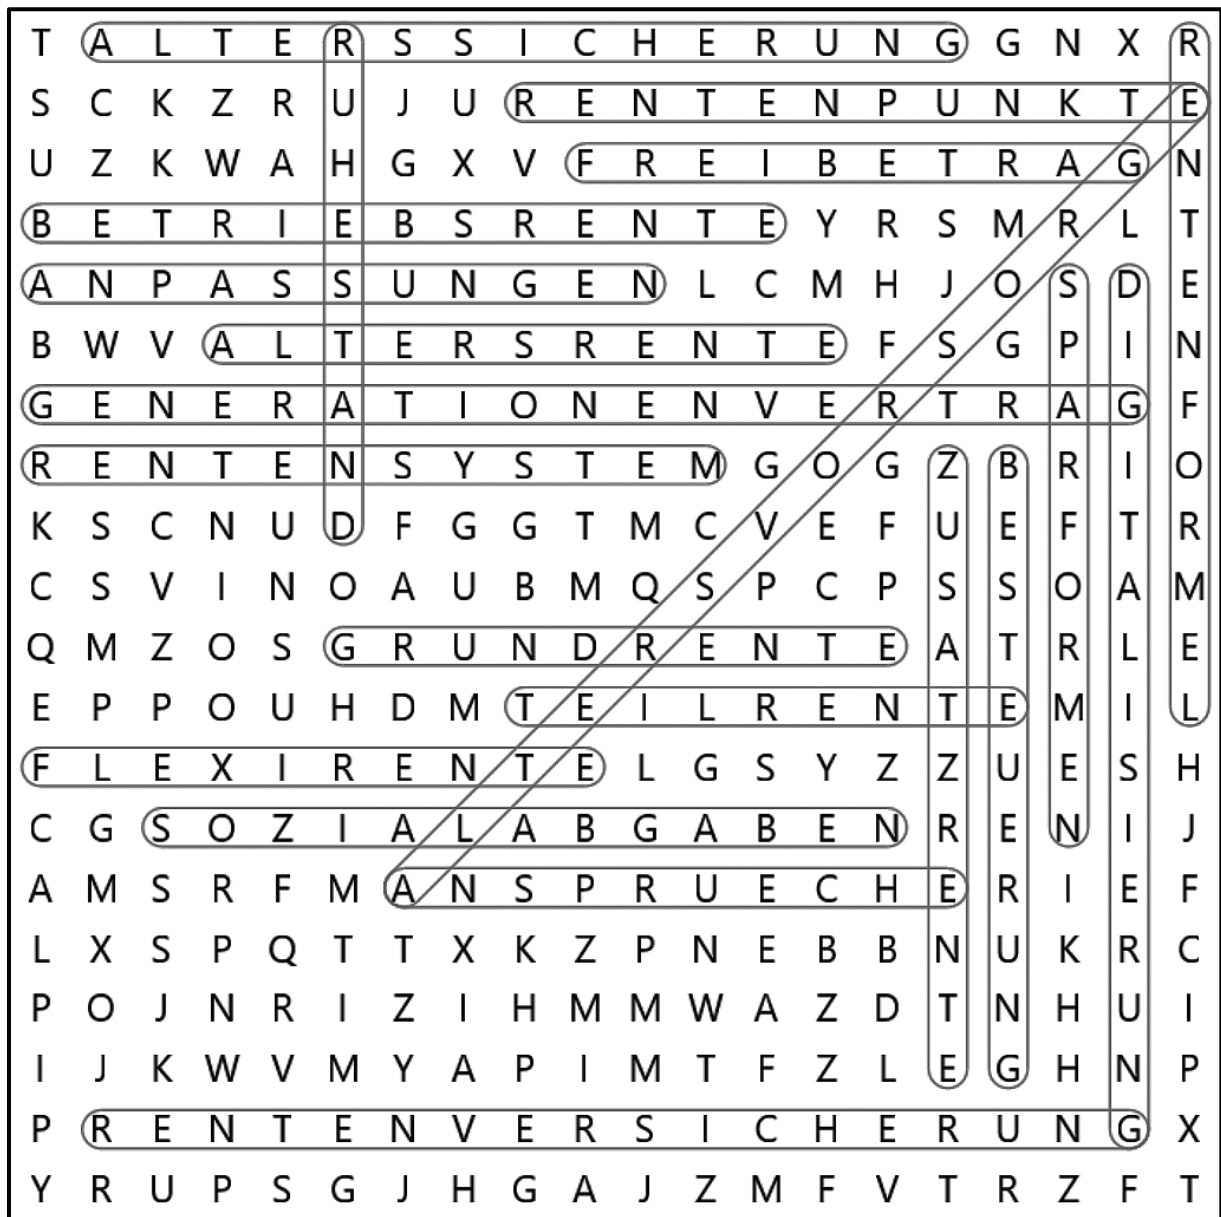 T A L T E R S S I C H E R U N G G N X R
S C K Z R U J U R E N T E N P U N K T E
U Z K W A H G X V F R E I B E T R A G N
B E T R I E B S R E N T E Y R S M R L T
A N P A S S U N G E N L C M H J O S D E
B W V A L T E R S R E N T E F S G P I N
G E N E R A T I O N E N V E R T R A G F
R E N T E N S Y S T E M G O G Z B R I O
K S C N U D F G G T M C V E F U E F T R
C S V I N O A U B M Q S P C P S S O A M
Q M Z O S G R U N D R E N T E A T R L E
E P P O U H D M T E I L R E N T E M I L
F L E X I R E N T E L G S Y Z Z U E S H
C G S O Z I A L A B G A B E N R E N I J
A M S R F M A N S P R U E C H E R I E F
L X S P Q T T X K Z P N E B B N U K R C
P O J N R I Z I H M M W A Z D T N H U I
I J K W V M Y A P I M T F Z L E G H N P
P R E N T E N V E R S I C H E R U N G X
Y R U P S G J H G A J Z M F V T R Z F T